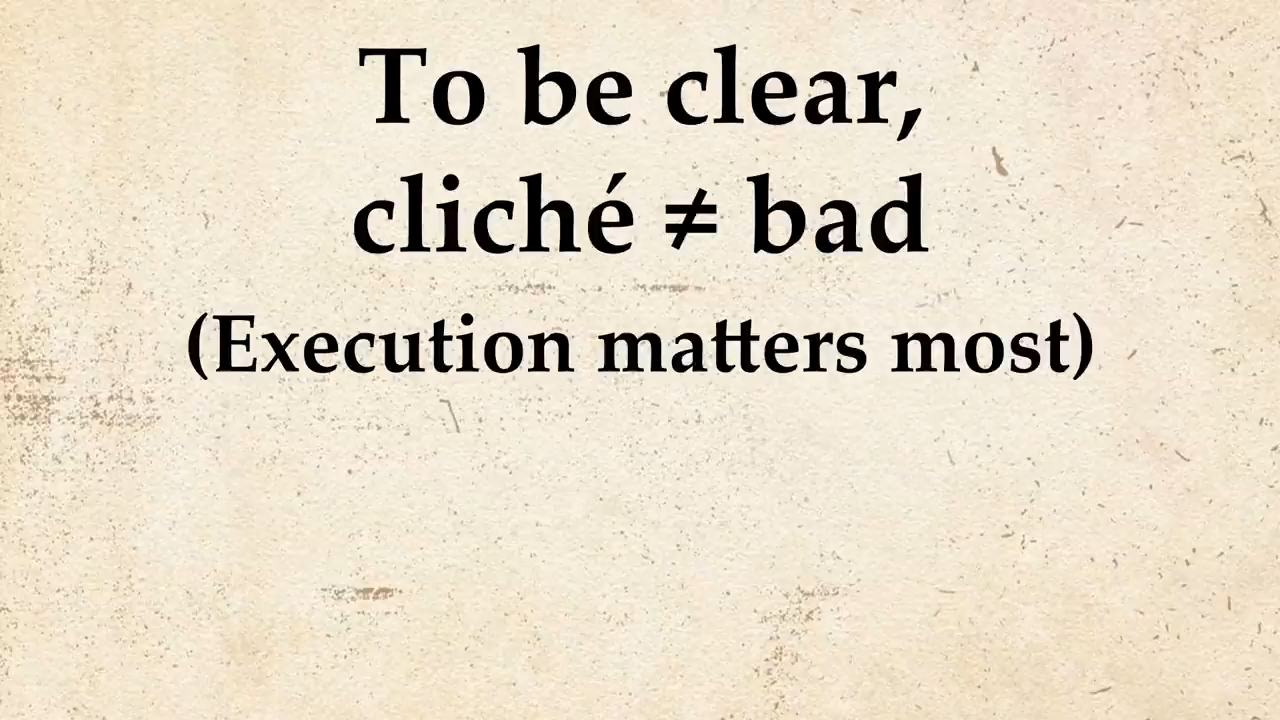 To be clear,
cliché ≠ bad
(Execution matters most)